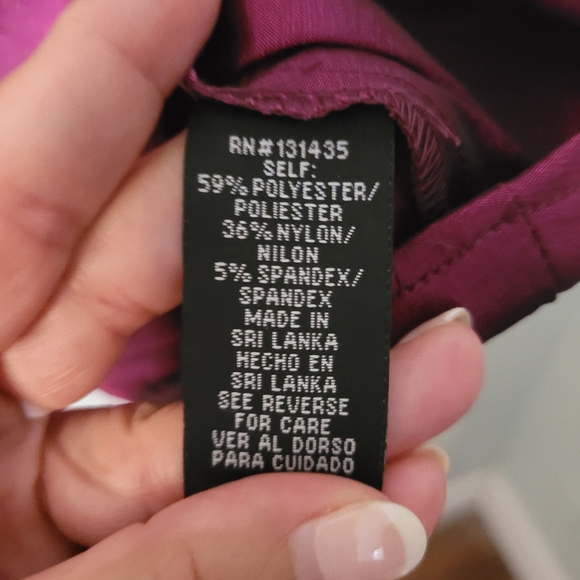 RN#131435
SELF:
59% POLYESTER/
POLIESTER
36% NYLON/
NILON
5% SPANDEX/
SPANDEX
MADE IN
SRI LANKA
HECHO EN
SRI LANKA
SEE REVERSE
FOR CARE
VER AL DORSO
PARA CUIDADO